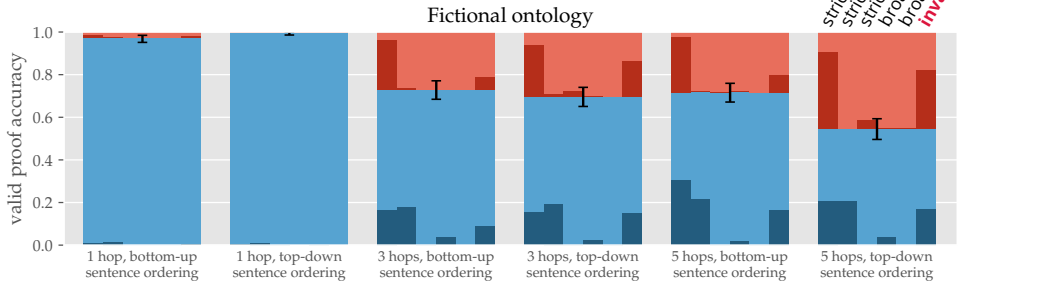 Fictional ontology
valid proof accuracy
1.0
0.8
0.6
0.4
0.2
0.0
1 hop, bottom-up
sentence ordering
1 hop, top-down
sentence ordering
3 hops, bottom-up
sentence ordering
3 hops, top-down
sentence ordering
5 hops, bottom-up
sentence ordering
5 hops, top-down
sentence ordering